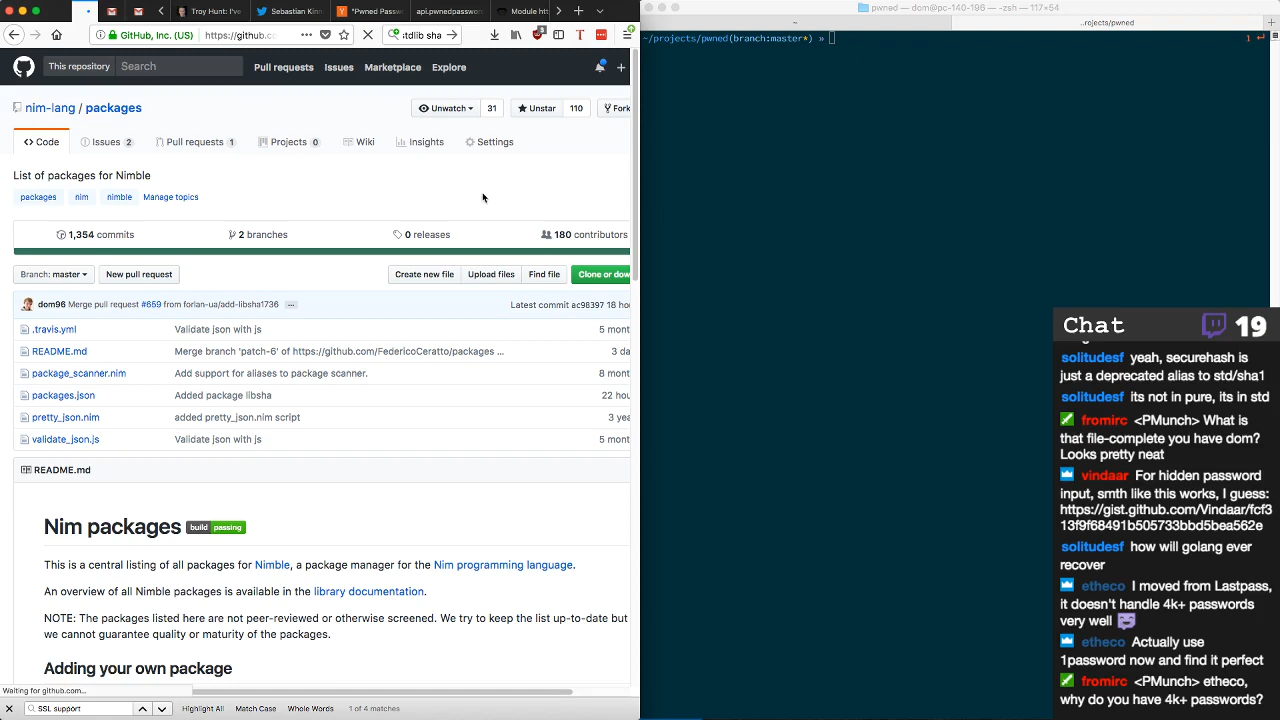 Troy Hunt: I've
Twitter — Sebastian Kinn
"Pwned Passw
api.pwnedpassword
Module htt
GitHub, Inc. (US)
https://github.c
:tdlib sha
3
This repository
Search
Pull requests
Issues
Marketplace
Explore
nim-lang / packages
Unwatch
31
Unstar
110
Fork
Code
Issues 2
Pull requests 1
Projects 0
Wiki
Insights
Settings
List of packages for Nimble
packages
nim
nimble
Manage topics
1,354 commits
2 branches
0 releases
180 contributors
Branch: master
New pull request
Create new file
Upload files
Find file
Clone or dow
dom96 Merge pull request #659 from forlan-ua/add-libsha1736 ...
Latest commit ac98397 18 hou
.travis.yml
Validate json with js
5 mont
README.md
Merge branch 'patch-6' of https://github.com/FedericoCeratto/packages ...
3 da
package_scanner.nim
Add support for aliases to package scanner.
8 mont
packages.json
Added package libsha
22 hou
pretty_json.nim
added pretty_json.nim script
3 yea
validate_json.js
Validate json with js
5 mont
README.md
Nim packages
build passing
This is a central listing of all packages for Nimble, a package manager for the Nim programming language.
An overview of all Nimble packages is available in the library documentation.
NOTE: The packages listed here are not peer-reviewed or otherwise screened. We try to keep the list up-to-date but
we cannot guarantee quality or maturity of the packages.
Adding your own package
Waiting for github.com...
SSL support
Highlight All
Match Case
Whole Words
1 of 4 matches
pwned — dom@pc-140-196 — -zsh — 117×54
~
..rojects/pwned
~/projects/pwned(branch:master*) »
1 ↵
Chat
19
solitudesf yeah, securehash is
just a deprecated alias to std/sha1
solitudesf its not in pure, its in std
fromirc <PMunch> What is
that file-complete you have dom?
Looks pretty neat
vindaar For hidden password
input, smth like this works, I guess:
https://gist.github.com/Vindaar/fcf3
13f9f68491b505733bbd5bea562e
solitudesf how will golang ever
recover
etheco I moved from Lastpass,
it doesn't handle 4k+ passwords
very well
etheco Actually use
1password now and find it perfect
fromirc <PMunch> etheco,
why do you have 4k+ passwords?